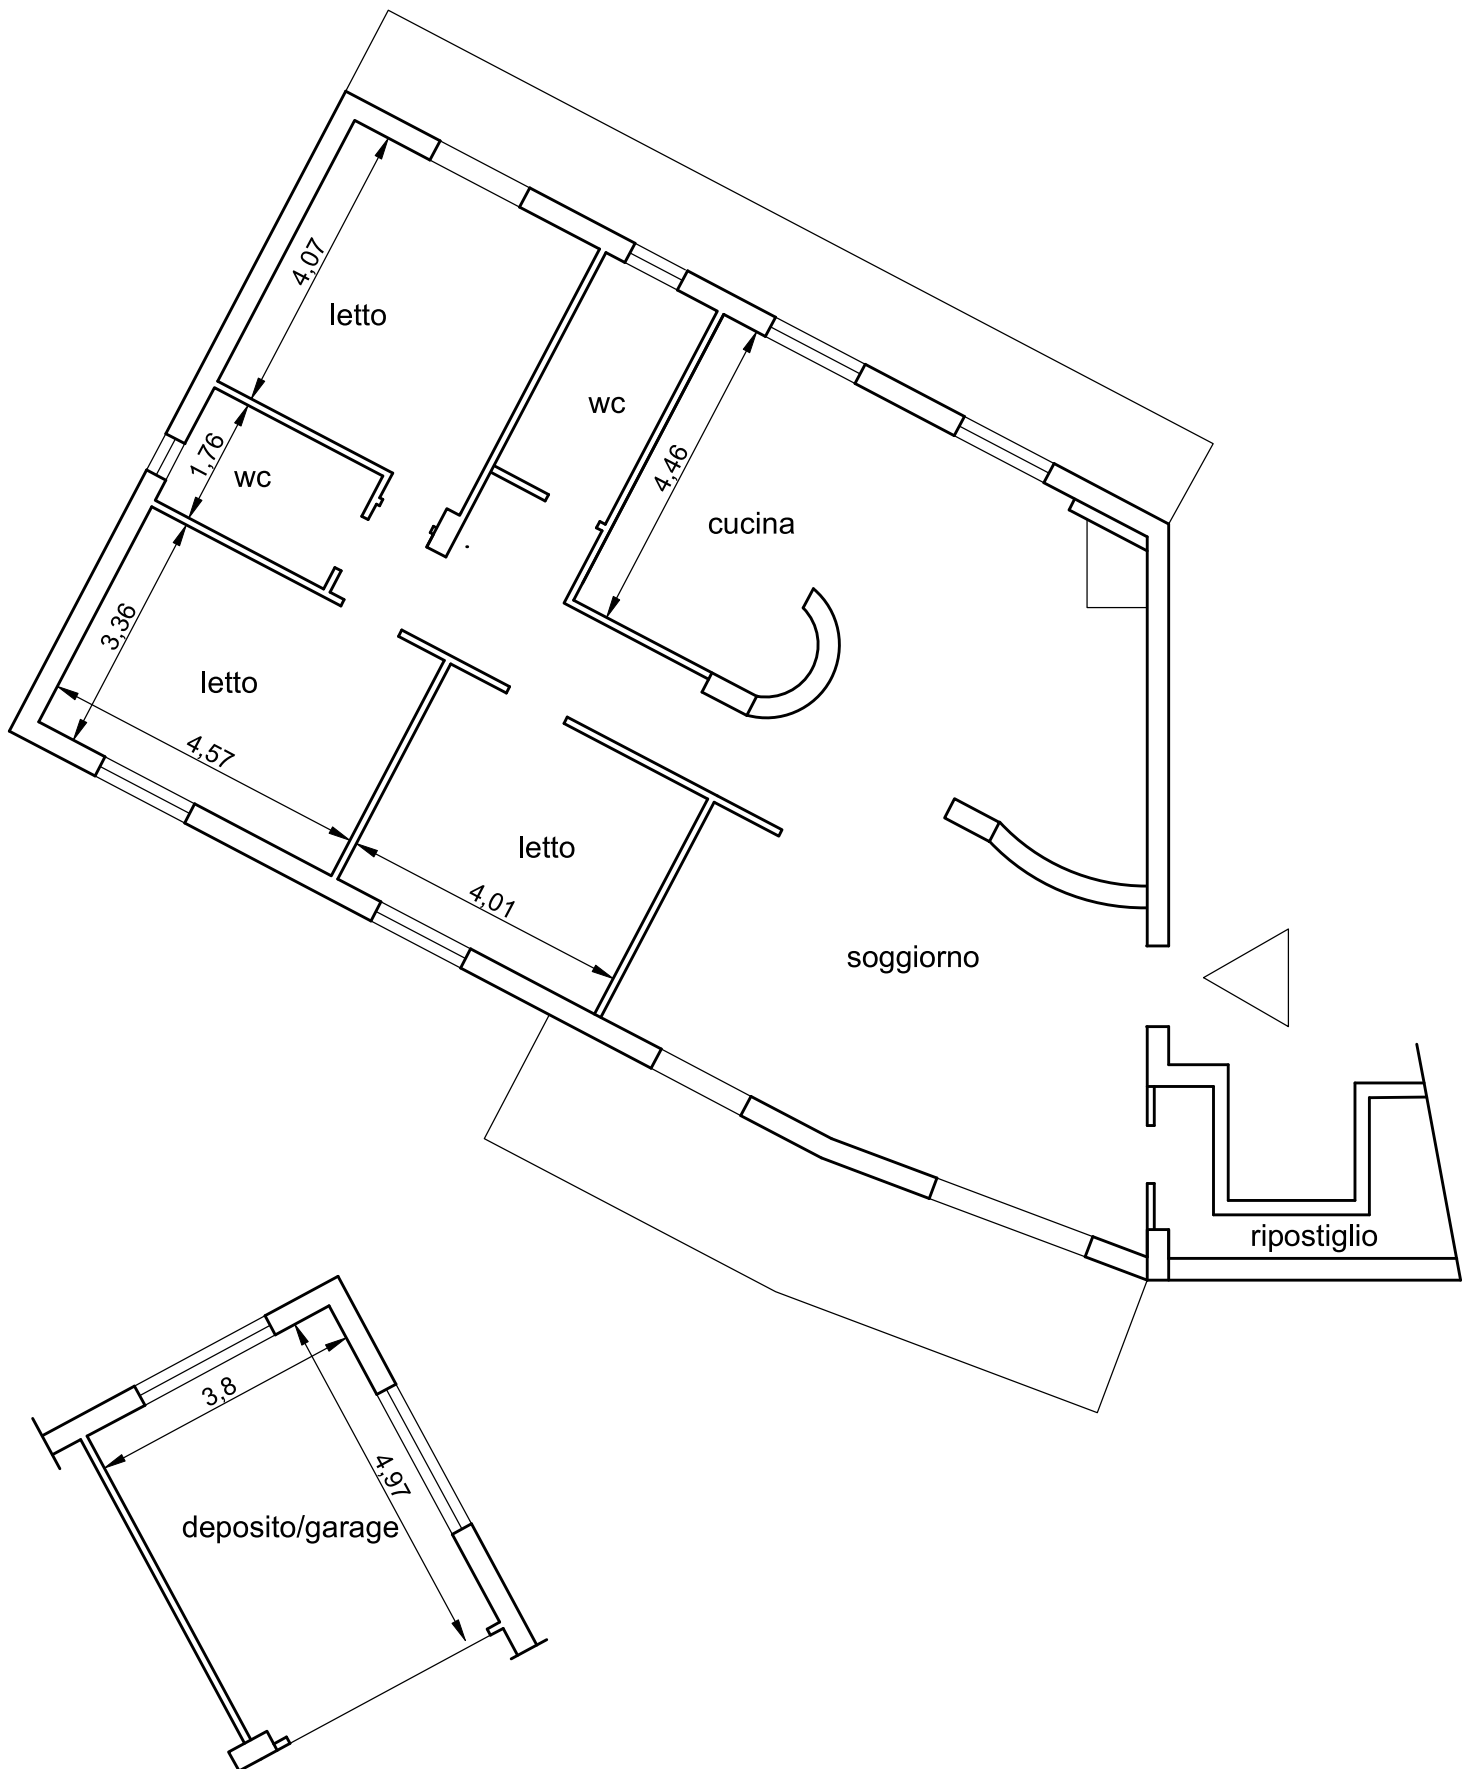 4,07
letto
wc
1,76
wc
4,46
cucina
3,36
letto
4,57
letto
4,01
soggiorno
ripostiglio
3,8
4,97
deposito/garage